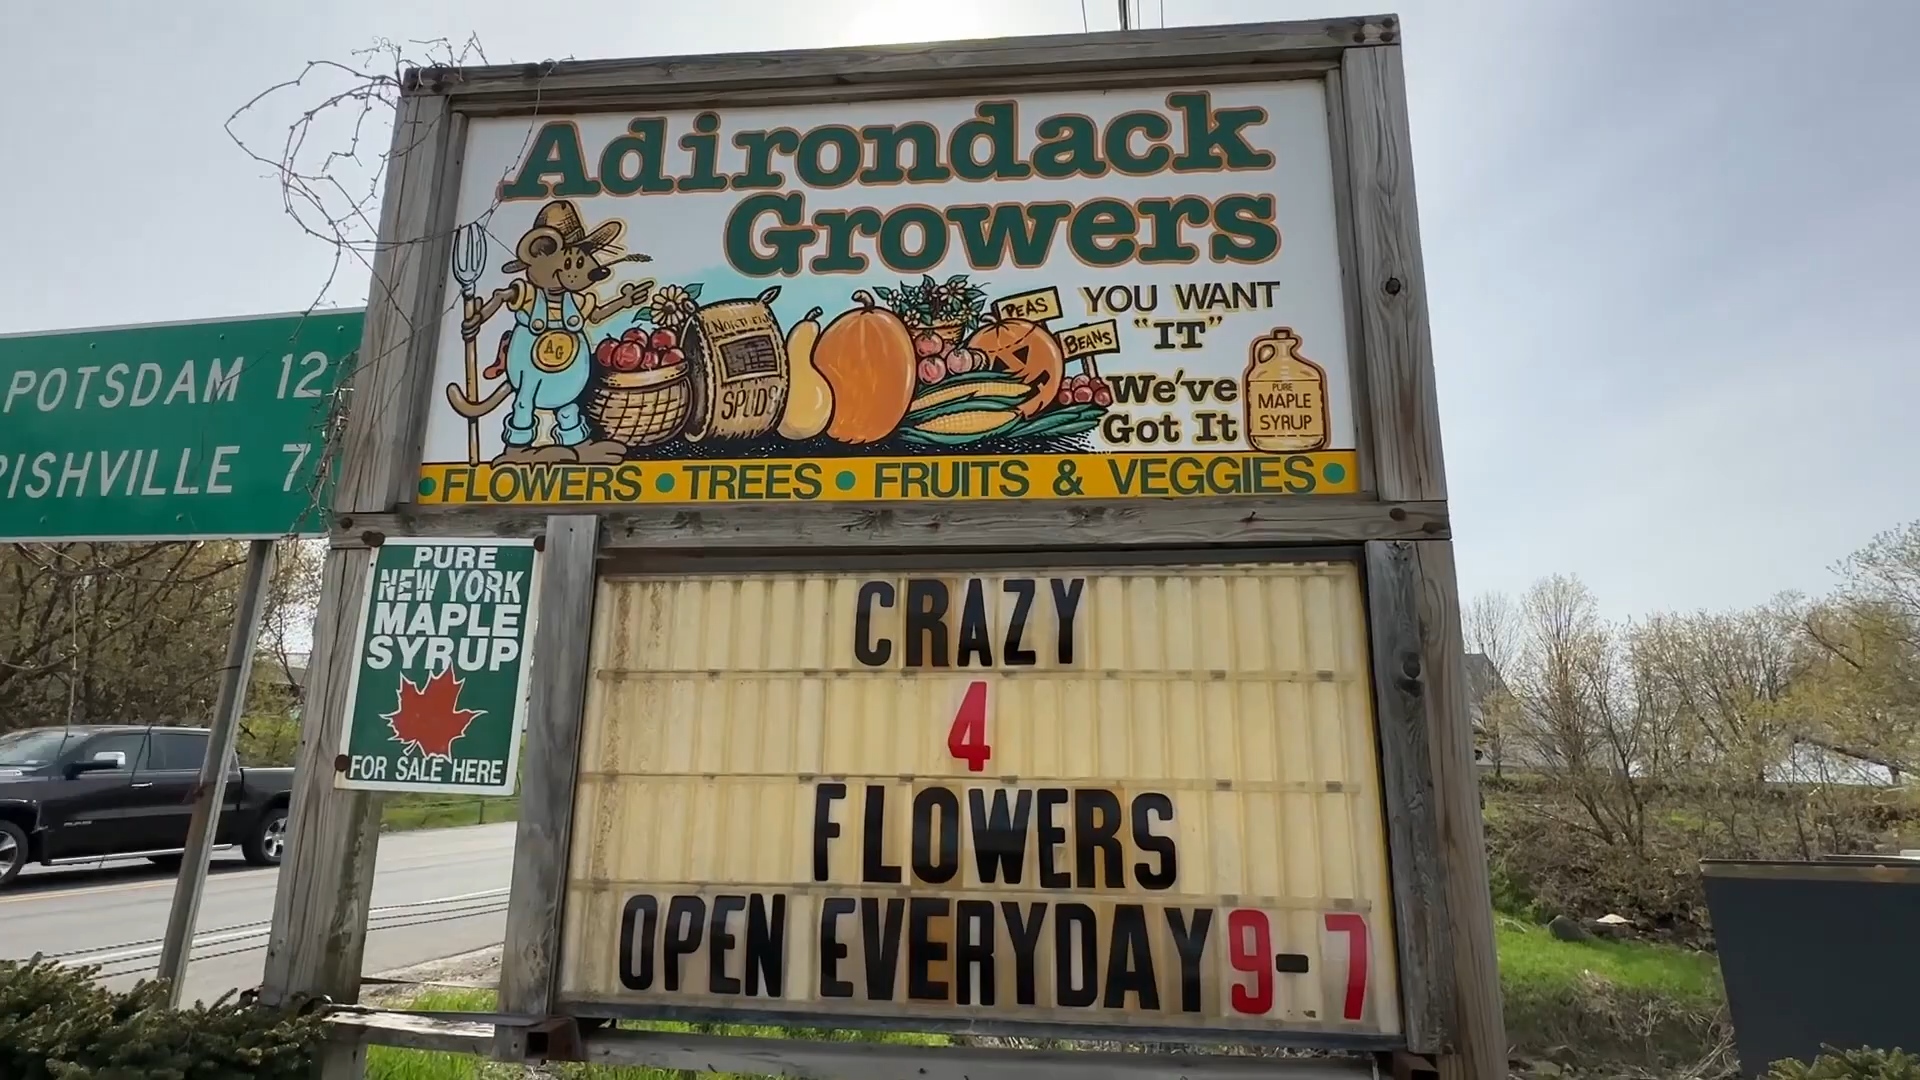 Adirondack
Growers
YOU WANT
"IT"
We've
Got It
PURE
MAPLE
SYRUP
PEAS
BEANS
AG
SPUDS
• FLOWERS • TREES • FRUITS & VEGGIES •
POTSDAM 12
PISHVILLE 7
PURE
NEW YORK
MAPLE
SYRUP
FOR SALE HERE
CRAZY
4
FLOWERS
OPEN EVERYDAY 9-7